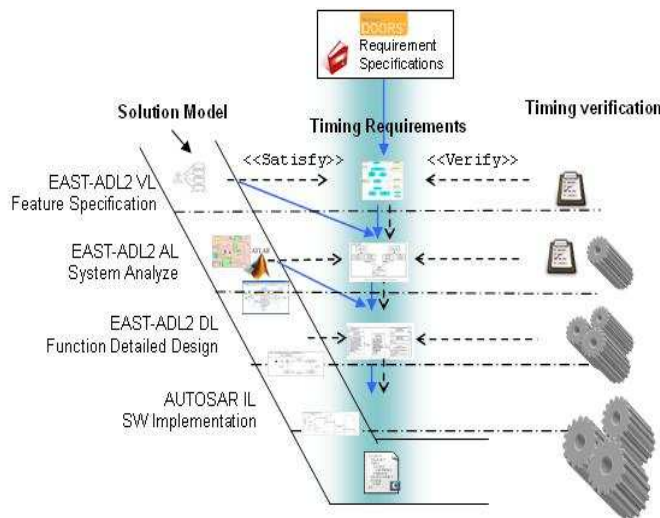 DOORS
Requirement
Specifications
Solution Model
Timing Requirements
Timing verification
<<Satisfy>>
<<Verify>>
EAST-ADL2 VL
Feature Specification
EAST-ADL2 AL
System Analyze
EAST-ADL2 DL
Function Detailed Design
AUTOSAR IL
SW Implementation